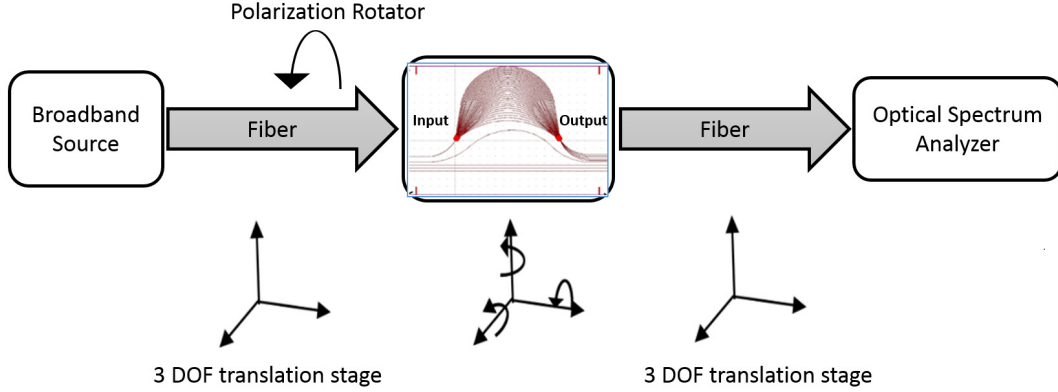 Polarization Rotator
Broadband
Source
Fiber
Input
Output
Fiber
Optical Spectrum
Analyzer
3 DOF translation stage
3 DOF translation stage